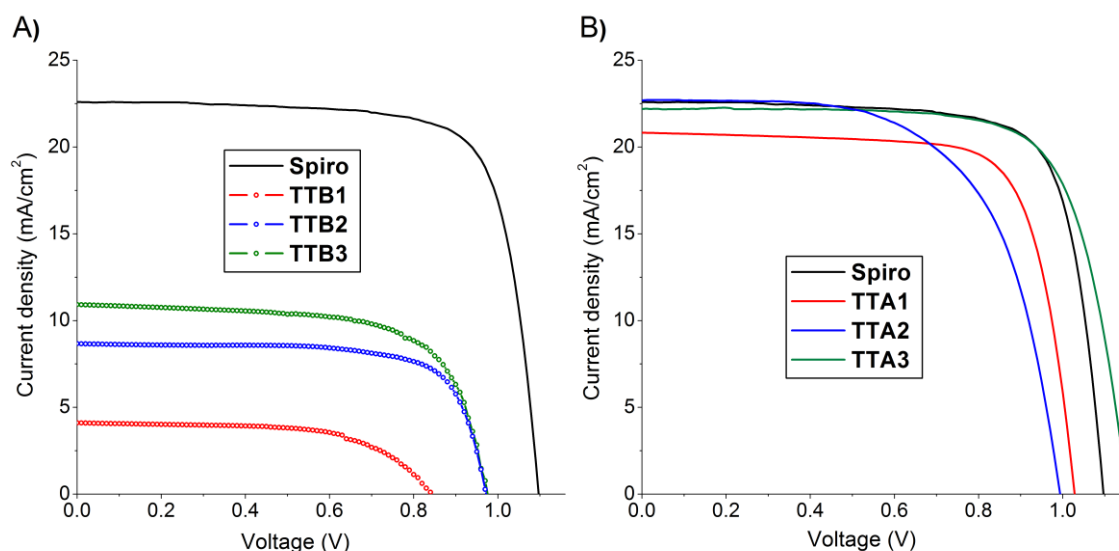 A)
25
20
15
10
5
0
Current density (mA/cm²)
Spiro
TTB1
TTB2
TTB3
0.0 0.2 0.4 0.6 0.8 1.0
Voltage (V)
B)
25
20
15
10
5
0
Current density (mA/cm²)
Spiro
TTA1
TTA2
TTA3
0.0 0.2 0.4 0.6 0.8 1.0
Voltage (V)